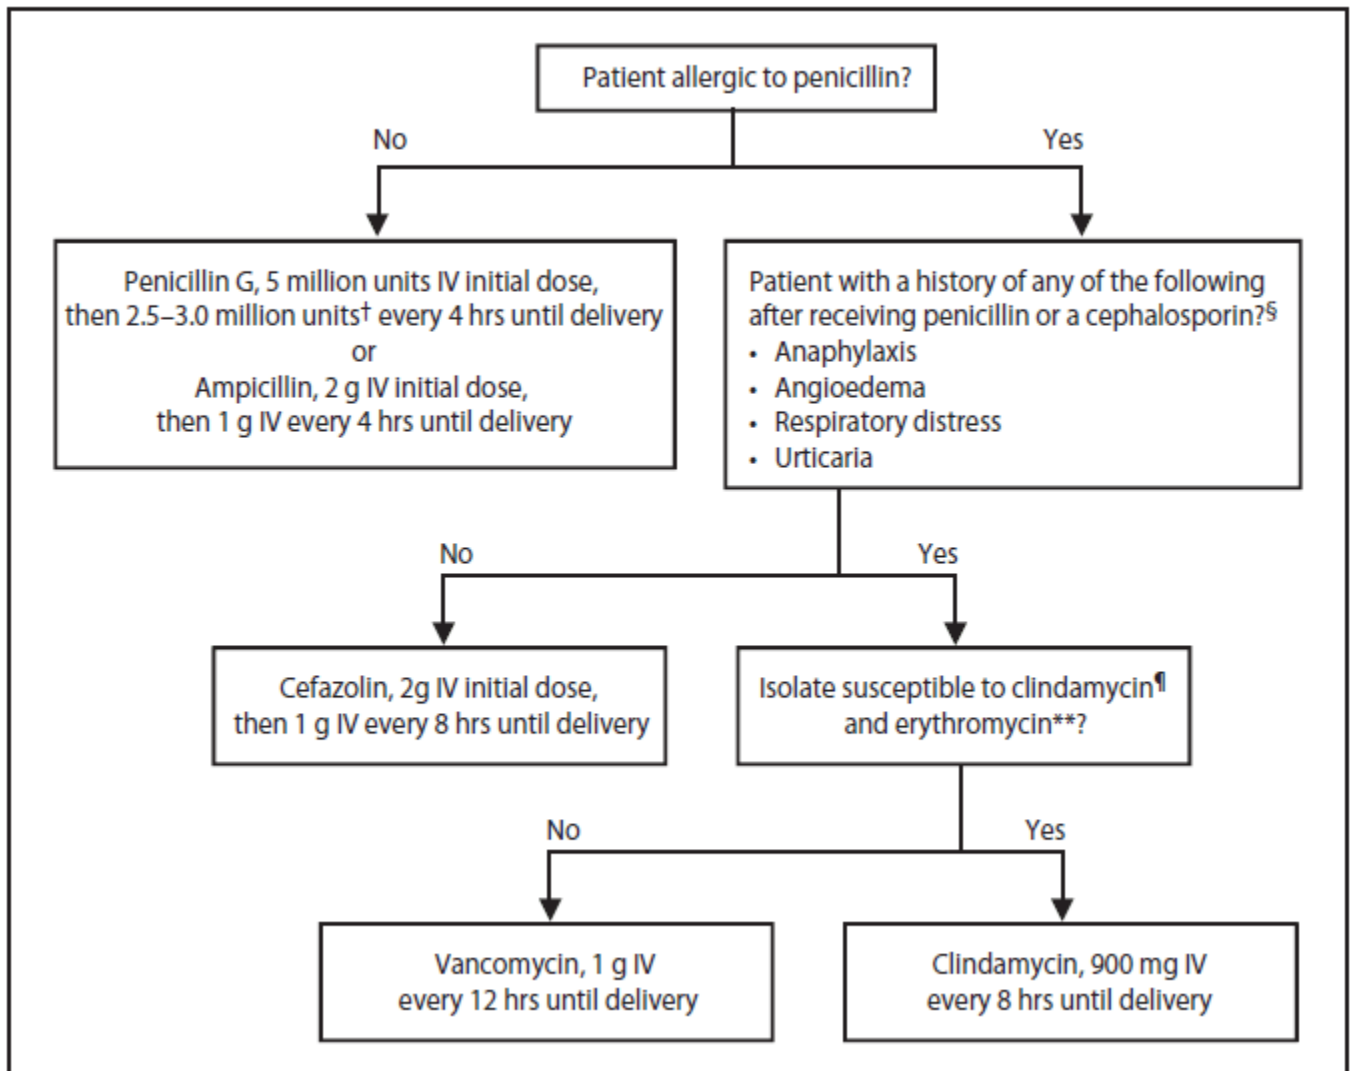 Patient allergic to penicillin?
No
Yes
Penicillin G, 5 million units IV initial dose,
then 2.5–3.0 million units† every 4 hrs until delivery
or
Ampicillin, 2 g IV initial dose,
then 1 g IV every 4 hrs until delivery
Patient with a history of any of the following
after receiving penicillin or a cephalosporin?§
• Anaphylaxis
• Angioedema
• Respiratory distress
• Urticaria
No
Yes
Cefazolin, 2g IV initial dose,
then 1 g IV every 8 hrs until delivery
Isolate susceptible to clindamycin¶
and erythromycin**?
No
Yes
Vancomycin, 1 g IV
every 12 hrs until delivery
Clindamycin, 900 mg IV
every 8 hrs until delivery